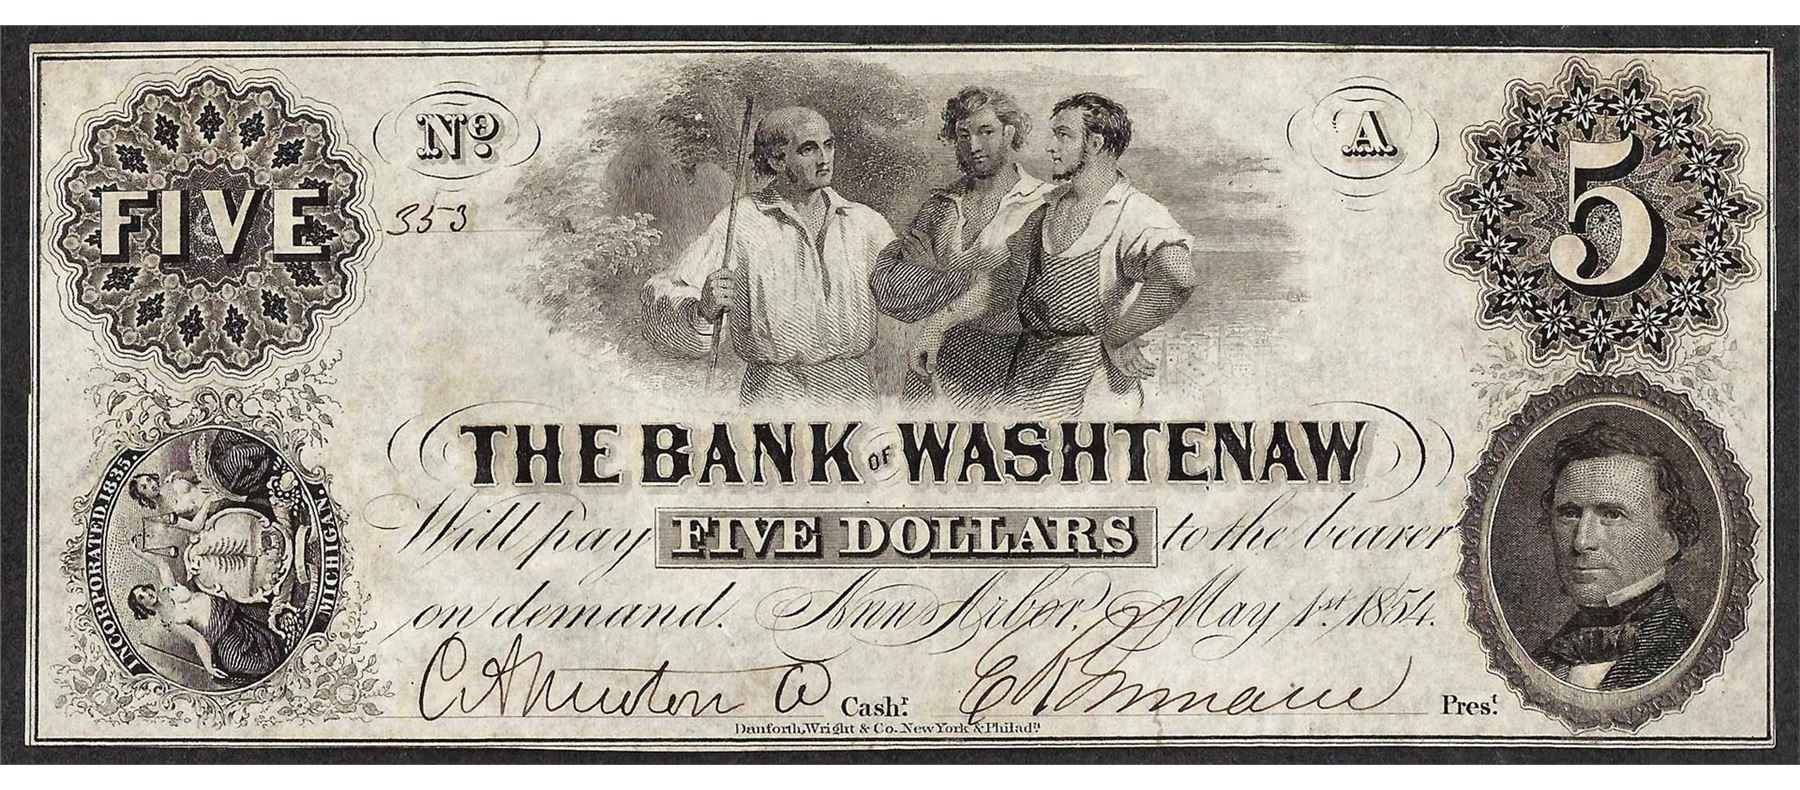 FIVE
Nº
A
5
353
THE BANK OF WASHTENAW
Will pay FIVE DOLLARS to the bearer
on demand. Ann Arbor, May 1st 1854.
INCORPORATED, 1835.
MICHIGAN.
Cashr.
Prest.
Danforth, Wright & Co. New York & Philada.